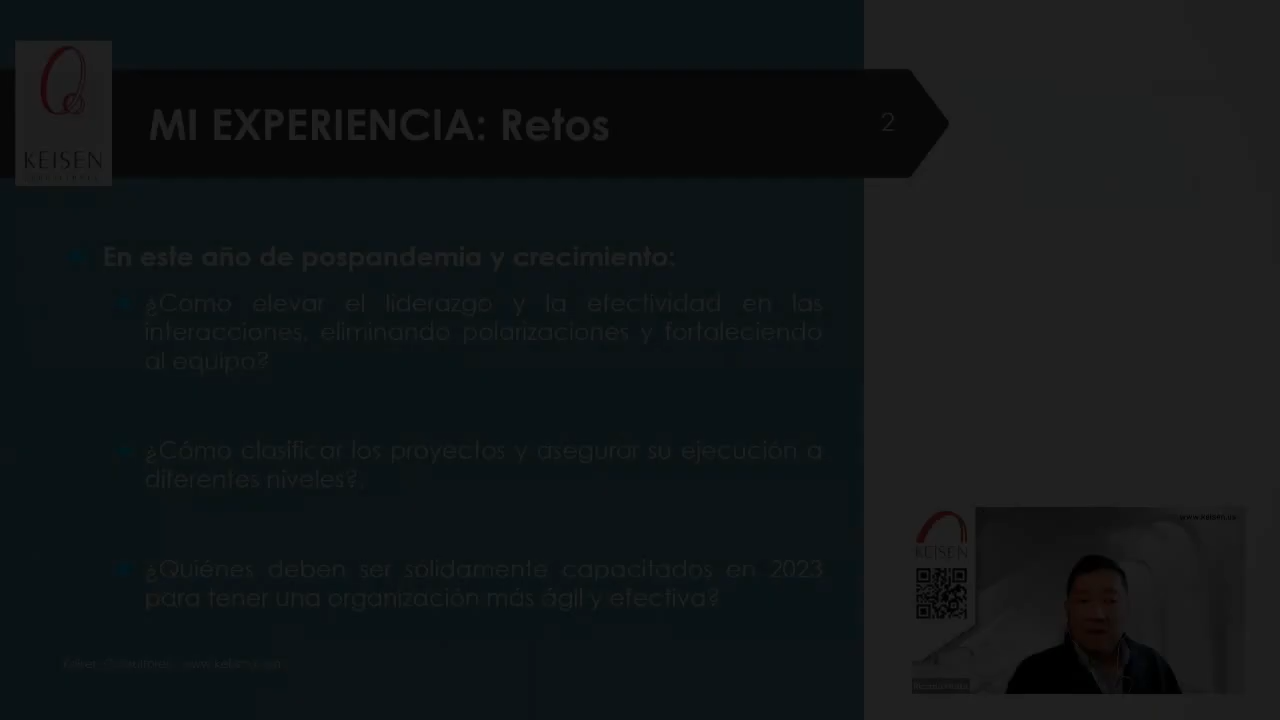 MI EXPERIENCIA: Retos
2
KEISEN
En este año de pospandemia y crecimiento:
¿Como elevar el liderazgo y la efectividad en las
interacciones, eliminando polarizaciones y fortaleciendo
al equipo?
¿Cómo clasificar los proyectos y asegurar su ejecución a
diferentes niveles?.
¿Quiénes deben ser sólidamente capacitados en 2023
para tener una organización más ágil y efectiva?
KEISEN